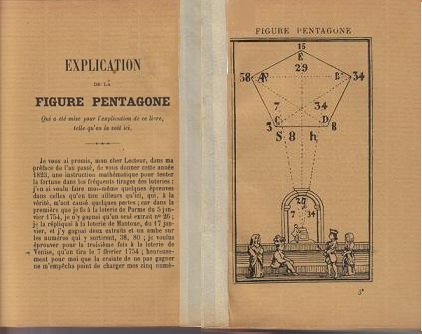 EXPLICATION
DE LA
FIGURE PENTAGONE
Qui a été mise pour l'explication de ce livre,
telle qu'on la voit ici.
Je vous ai promis, mon cher Lecteur, dans ma
préface de l'an passé, de vous donner cette année
1823, une instruction mathématique pour tenter
la fortune dans les fréquents tirages des loteries;
j'en ai voulu faire moi-même quelques épreuves
dans celles qu'on tire ailleurs qu'ici, qui, à la
vérité, m'ont causé quelques pertes; car dans la
première que je fis à la loterie de Parme du 5 jan-
vier 1754, je n'y gagnai qu'un seul extrait n° 26;
je la répliquai à la loterie de Mantoue, du 17 jan-
vier, et j'y gagnai deux extraits et un ambe sur
les numéros qui y sortirent, 38, 80; je voulus
éprouver pour la troisième fois à la loterie de
Venise, qu'on tira le 7 février 1754; heureuse-
ment pour moi que la crainte de ne pas gagner
ne m'empêcha point de charger mes cinq numé-
FIGURE PENTAGONE
15
E
29
58 A
B 34
7 34
3 C D 8
S 8 h
29
7 34